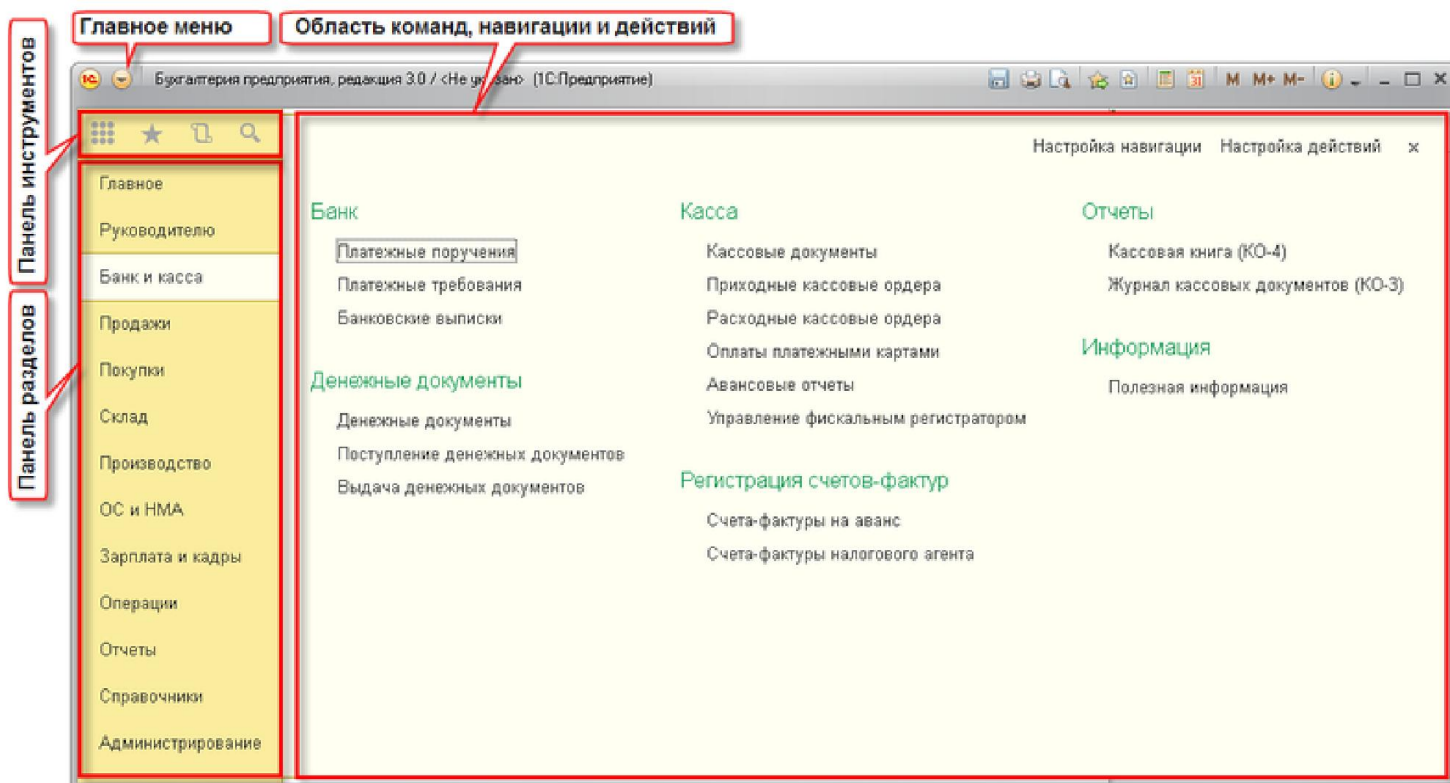 Главное меню
Область команд, навигации и действий
Панель инструментов
Панель разделов
1С
Бухгалтерия предприятия, редакция 3.0 / <Не указан> (1С:Предприятие)
31 M M+ M-
Настройка навигации Настройка действий
Главное
Руководителю
Банк и касса
Продажи
Покупки
Склад
Производство
ОС и НМА
Зарплата и кадры
Операции
Отчеты
Справочники
Администрирование
Банк
Платежные поручения
Платежные требования
Банковские выписки
Денежные документы
Денежные документы
Поступление денежных документов
Выдача денежных документов
Касса
Кассовые документы
Приходные кассовые ордера
Расходные кассовые ордера
Оплаты платежными картами
Авансовые отчеты
Управление фискальным регистратором
Регистрация счетов-фактур
Счета-фактуры на аванс
Счета-фактуры налогового агента
Отчеты
Кассовая книга (КО-4)
Журнал кассовых документов (КО-3)
Информация
Полезная информация